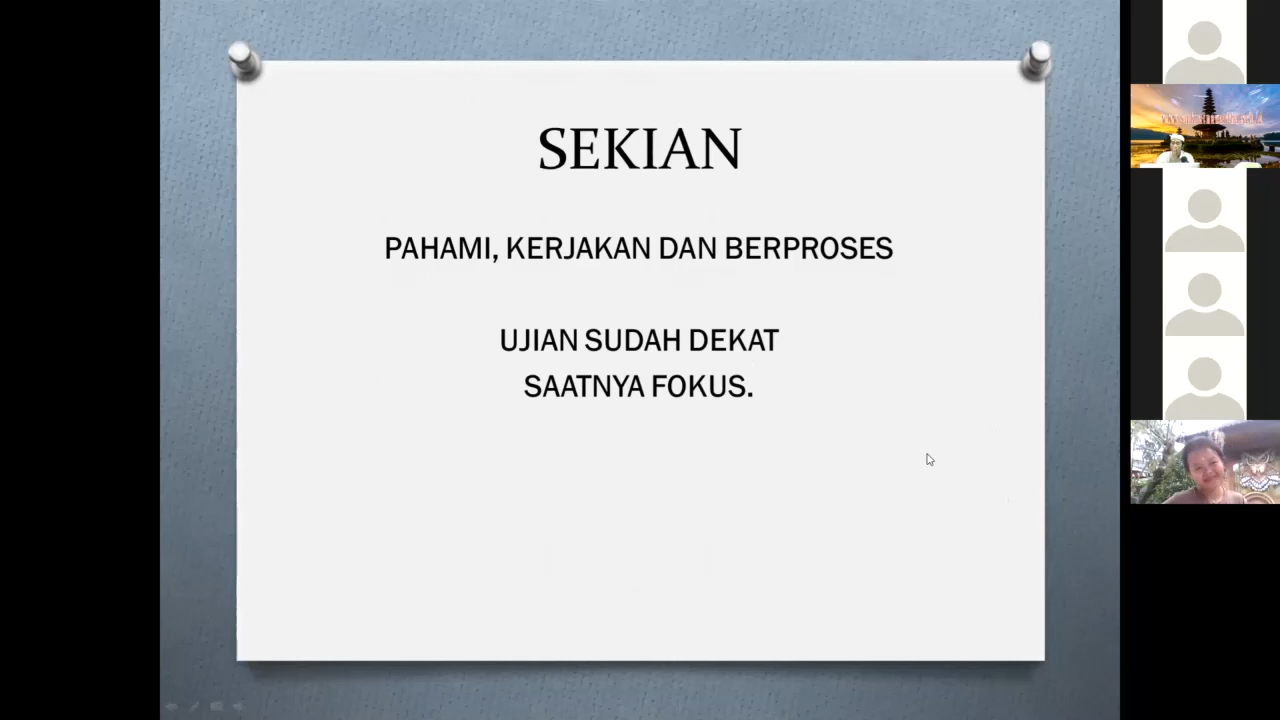 SEKIAN
PAHAMI, KERJAKAN DAN BERPROSES
UJIAN SUDAH DEKAT
SAATNYA FOKUS.